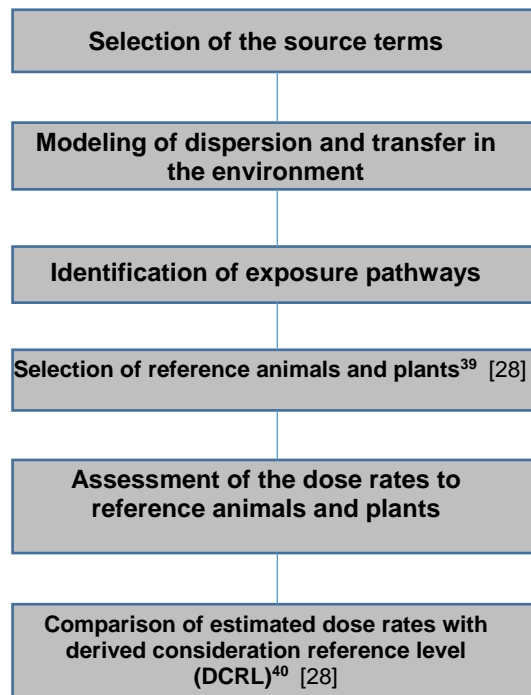 Selection of the source terms
Modeling of dispersion and transfer in
the environment
Identification of exposure pathways
Selection of reference animals and plants³⁹ [28]
Assessment of the dose rates to
reference animals and plants
Comparison of estimated dose rates with
derived consideration reference level
(DCRL)⁴⁰ [28]